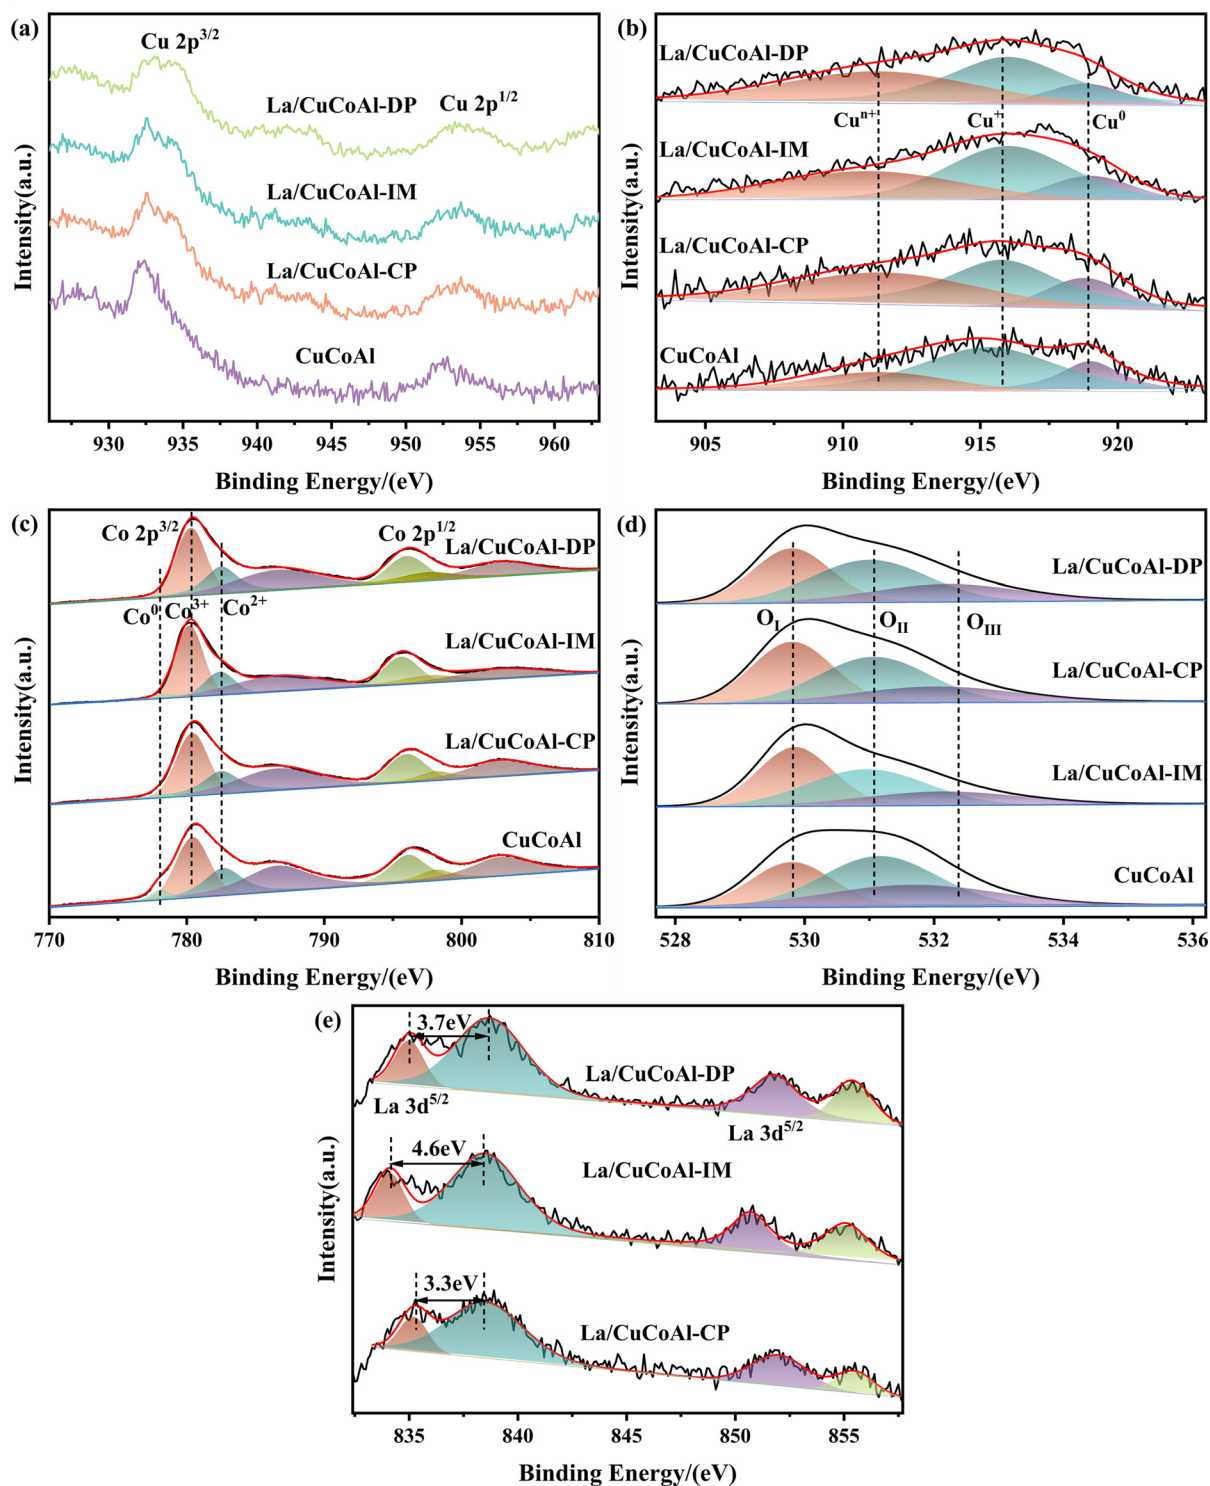 (a)
Cu 2p3/2
La/CuCoAl-DP
Cu 2p1/2
La/CuCoAl-IM
La/CuCoAl-CP
CuCoAl
Intensity(a.u.)
930 935 940 945 950 955 960
Binding Energy/(eV)
(b)
La/CuCoAl-DP
Cun+ Cu+ Cu0
La/CuCoAl-IM
La/CuCoAl-CP
CuCoAl
Intensity(a.u.)
905 910 915 920
Binding Energy/(eV)
(c)
Co 2p3/2
Co 2p1/2
La/CuCoAl-DP
Co0 Co3+ Co2+
La/CuCoAl-IM
La/CuCoAl-CP
CuCoAl
Intensity(a.u.)
770 780 790 800 810
Binding Energy/(eV)
(d)
La/CuCoAl-DP
OI OII OIII
La/CuCoAl-CP
La/CuCoAl-IM
CuCoAl
Intensity(a.u.)
528 530 532 534 536
Binding Energy/(eV)
(e)
3.7eV
La/CuCoAl-DP
La 3d5/2
La 3d5/2
4.6eV
La/CuCoAl-IM
3.3eV
La/CuCoAl-CP
Intensity(a.u.)
835 840 845 850 855
Binding Energy/(eV)